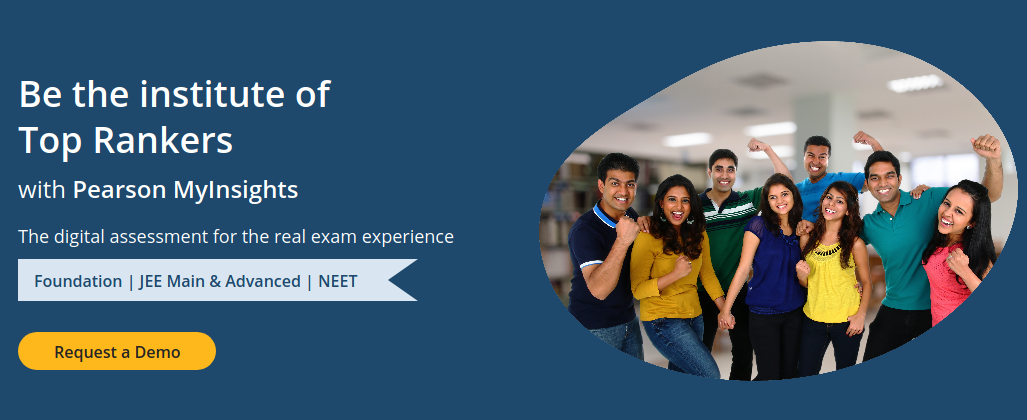 Be the institute of
Top Rankers
with Pearson MyInsights
The digital assessment for the real exam experience
Foundation | JEE Main & Advanced | NEET
Request a Demo